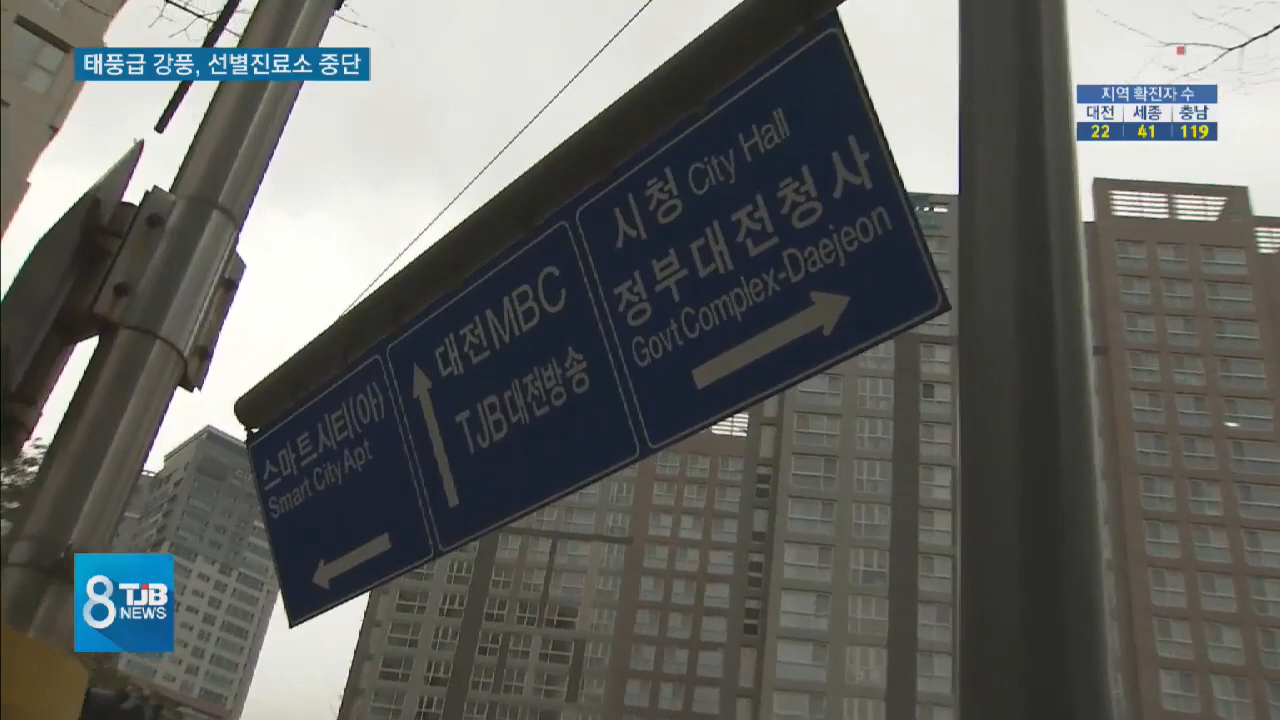 태풍급 강풍, 선별진료소 중단
지역 확진자 수
대전 세종 충남
22 41 119
스마트시티(아)
Smart City Apt
대전MBC
TJB대전방송
시청 City Hall
정부대전청사
Govt Complex-Daejeon
8 TJB
NEWS